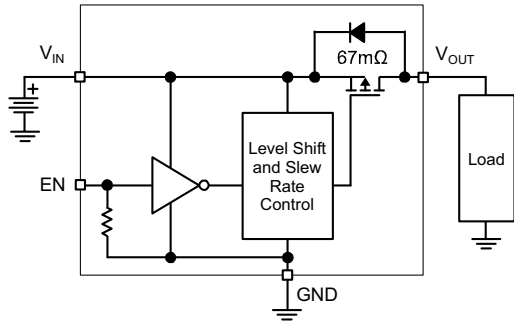 V_IN
67mΩ
V_OUT
+
Level Shift
and Slew
Rate
Control
Load
EN
GND